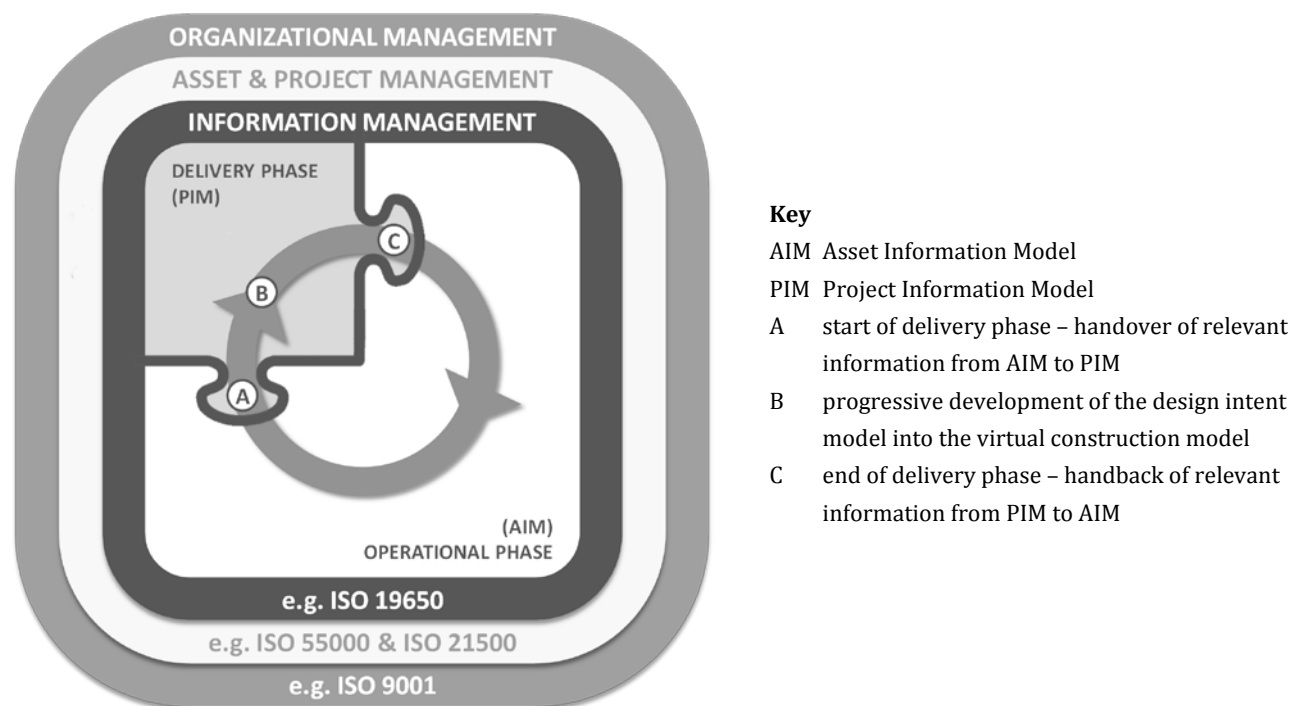 ORGANIZATIONAL MANAGEMENT
ASSET & PROJECT MANAGEMENT
INFORMATION MANAGEMENT
DELIVERY PHASE
(PIM)
C
B
A
(AIM)
OPERATIONAL PHASE
e.g. ISO 19650
e.g. ISO 55000 & ISO 21500
e.g. ISO 9001
Key
AIM Asset Information Model
PIM Project Information Model
A start of delivery phase – handover of relevant
information from AIM to PIM
B progressive development of the design intent
model into the virtual construction model
C end of delivery phase – handback of relevant
information from PIM to AIM